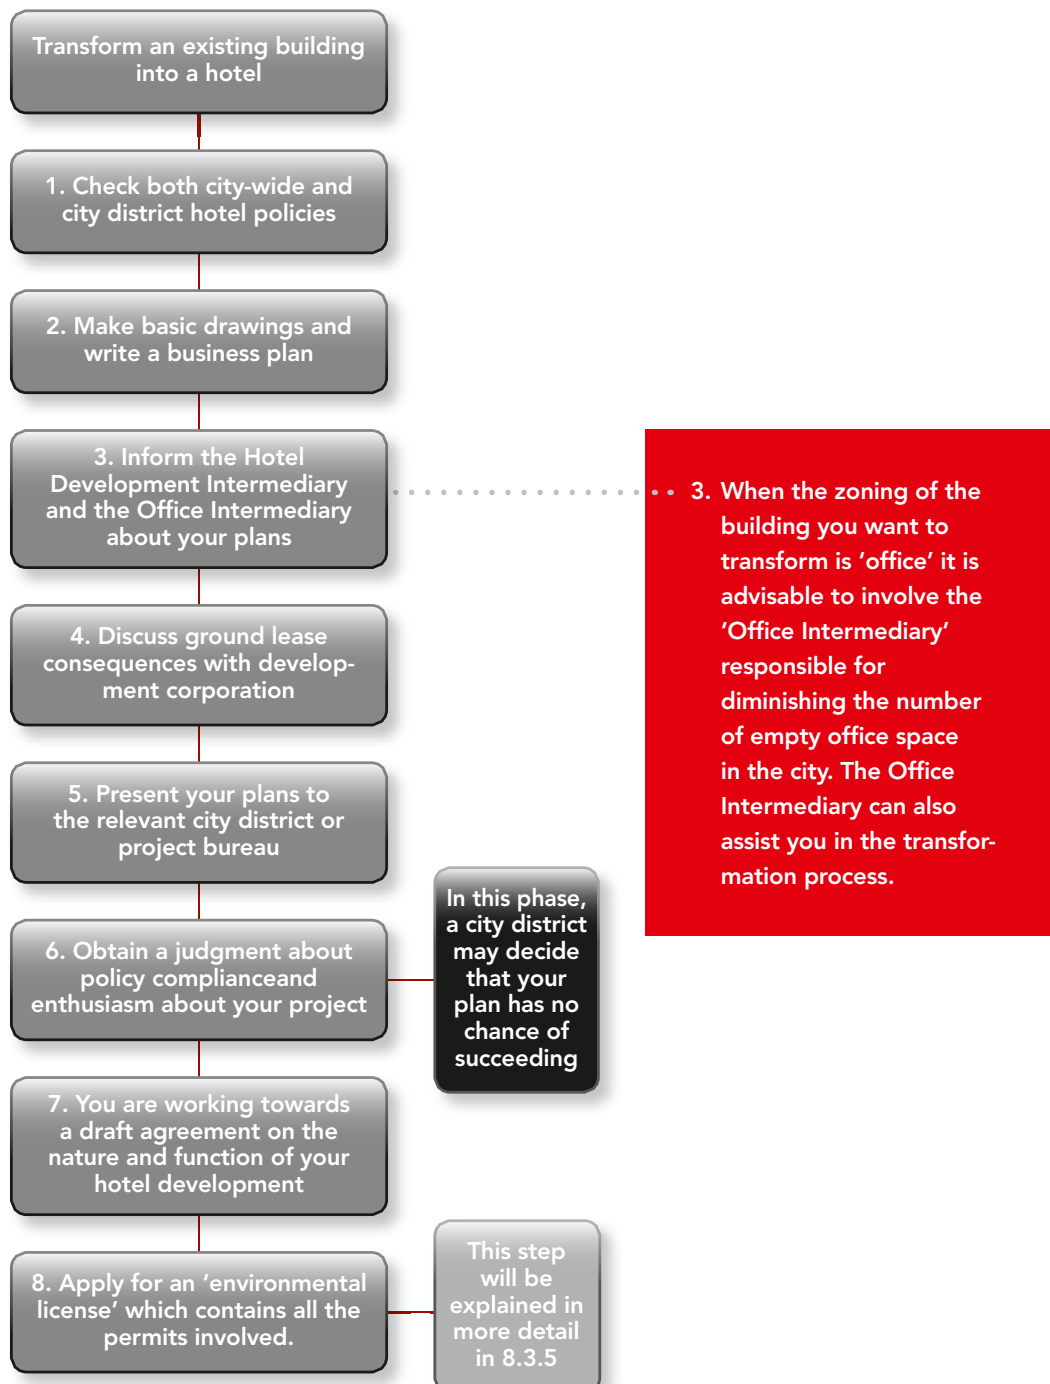 Transform an existing building
into a hotel
1. Check both city-wide and
city district hotel policies
2. Make basic drawings and
write a business plan
3. Inform the Hotel
Development Intermediary
and the Office Intermediary
about your plans
3. When the zoning of the
building you want to
transform is ‘office’ it is
advisable to involve the
‘Office Intermediary’
responsible for
diminishing the number
of empty office space
in the city. The Office
Intermediary can also
assist you in the transfor-
mation process.
4. Discuss ground lease
consequences with develop-
ment corporation
5. Present your plans to
the relevant city district or
project bureau
6. Obtain a judgment about
policy complianceand
enthusiasm about your project
In this phase,
a city district
may decide
that your
plan has no
chance of
succeeding
7. You are working towards
a draft agreement on the
nature and function of your
hotel development
8. Apply for an ‘environmental
license’ which contains all the
permits involved.
This step
will be
explained in
more detail
in 8.3.5